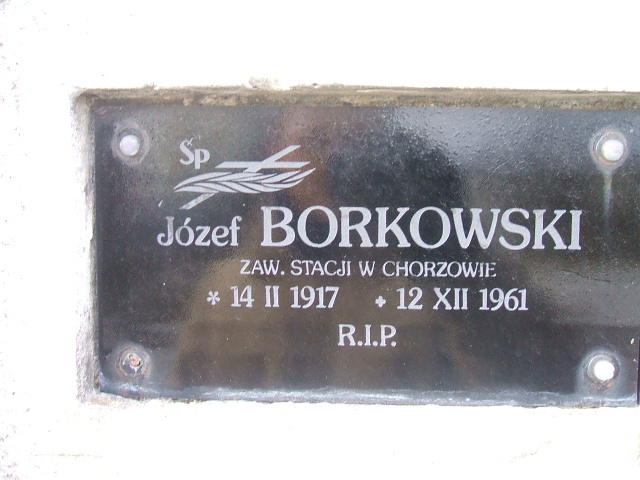 Śp
Józef BORKOWSKI
ZAW. STACJI W CHORZOWIE
* 14 II 1917 + 12 XII 1961
R.I.P.